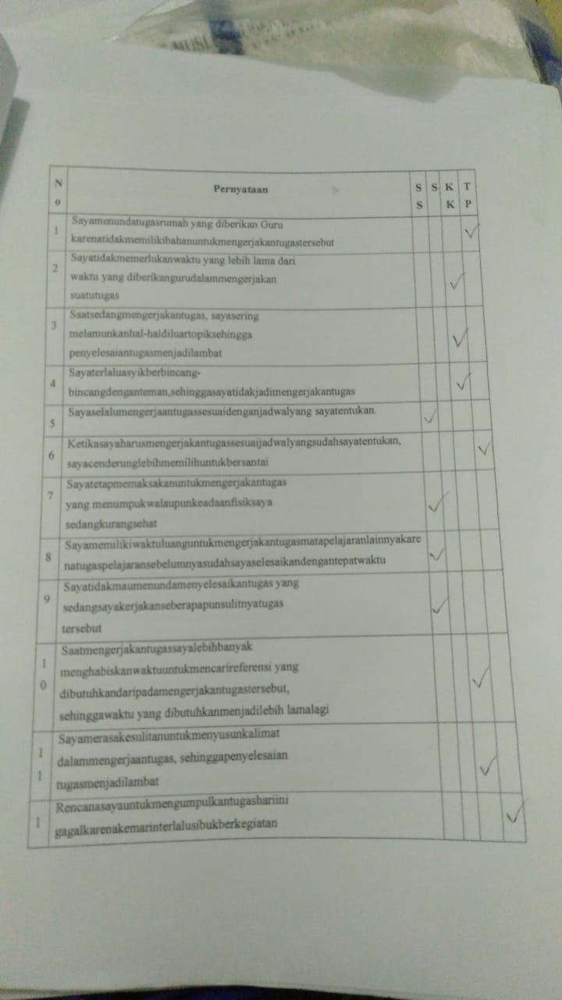 MUSL
N
o
Pernyataan
S
S
S
K
K
T
P
1
Sayamenundatugasrumah yang diberikan Guru
karenatidakmemilikibahanuntukmengerjakantugastersebut
2
Sayatidakmemerlukanwaktu yang lebih lama dari
waktu yang diberikangurudalammengerjakan
suatutugas
3
Saatsedangmengerjakantugas, sayasering
melamunkanhal-haldiluartopiksehingga
penyelesaiantugasmenjadilambat
4
Sayaterlaluasyikberbincang-
bincangdenganteman,sehinggasayatidakjadimengerjakantugas
5
Sayaselalumengerjaantugassesuaidenganjadwalyang sayatentukan.
6
Ketikasayaharusmengerjakantugassesuaijadwalyangsudahsayatentukan,
sayacenderunglebihmemilihuntukbersantai
7
Sayatetapmemaksakanuntukmengerjakantugas
yang menumpukwalaupunkeadaanfisiksaya
sedangkurangsehat
8
Sayamemilikiwaktuluanguntukmengerjakantugasmatapelajaranlainnyakare
natugaspelajaransebelumnyasudahsayaselesaikandengantepatwaktu
9
Sayatidakmaumenundamenyelesaikantugas yang
sedangsayakerjakanseberapapunsulitnyatugas
tersebut
1
0
Saatmengerjakantugassayalebihbanyak
menghabiskanwaktuuntukmencarireferensi yang
dibutuhkandaripadamengerjakantugastersebut,
sehinggawaktu yang dibutuhkanmenjadilebih lamalagi
1
1
Sayamerasakesulitanuntukmenyusunkalimat
dalammengerjaantugas, sehinggapenyelesaian
tugasmenjadilambat
1
Rencanasayauntukmengumpulkantugashariini
gagalkarenakemarinterlalusibukberkegiatan